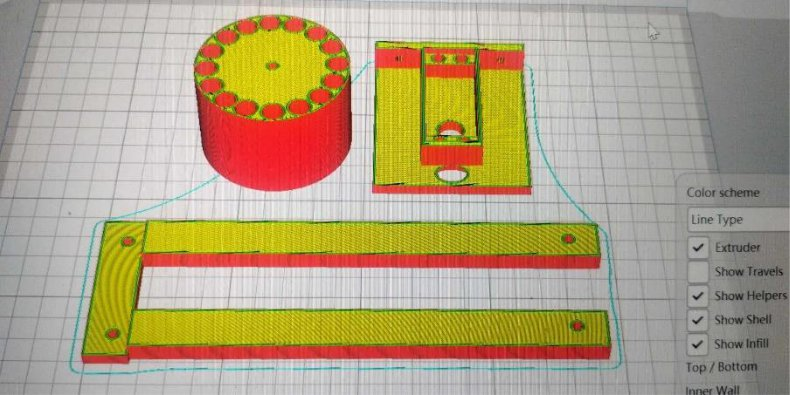 Color scheme
Line Type
Extruder
Show Travels
Show Helpers
Show Shell
Show Infill
Top / Bottom
Inner Wall